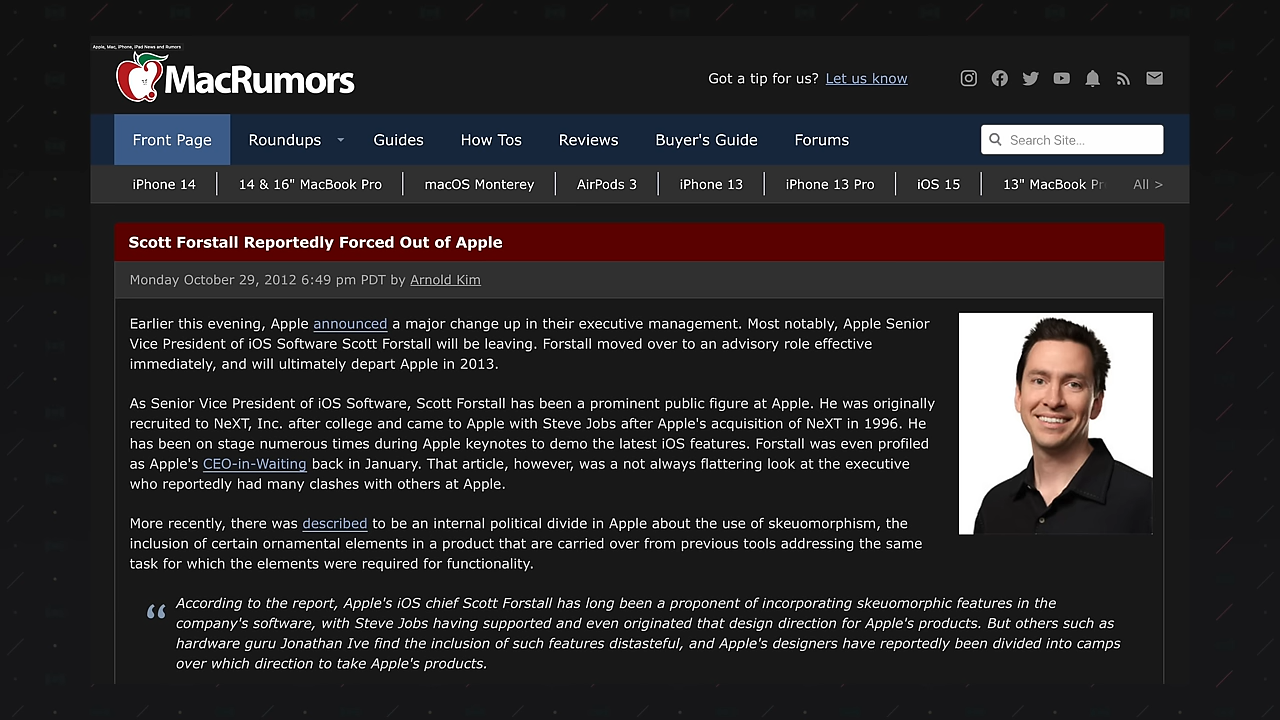 Apple, Mac, iPhone, iPad News and Rumors
MacRumors
Got a tip for us? Let us know
Front Page Roundups Guides How Tos Reviews Buyer's Guide Forums Search Site...
iPhone 14 14 & 16" MacBook Pro macOS Monterey AirPods 3 iPhone 13 iPhone 13 Pro iOS 15 13" MacBook Pr All >
Scott Forstall Reportedly Forced Out of Apple
Monday October 29, 2012 6:49 pm PDT by Arnold Kim
Earlier this evening, Apple announced a major change up in their executive management. Most notably, Apple Senior
Vice President of iOS Software Scott Forstall will be leaving. Forstall moved over to an advisory role effective
immediately, and will ultimately depart Apple in 2013.
As Senior Vice President of iOS Software, Scott Forstall has been a prominent public figure at Apple. He was originally
recruited to NeXT, Inc. after college and came to Apple with Steve Jobs after Apple's acquisition of NeXT in 1996. He
has been on stage numerous times during Apple keynotes to demo the latest iOS features. Forstall was even profiled
as Apple's CEO-in-Waiting back in January. That article, however, was a not always flattering look at the executive
who reportedly had many clashes with others at Apple.
More recently, there was described to be an internal political divide in Apple about the use of skeuomorphism, the
inclusion of certain ornamental elements in a product that are carried over from previous tools addressing the same
task for which the elements were required for functionality.
“ According to the report, Apple's iOS chief Scott Forstall has long been a proponent of incorporating skeuomorphic features in the
company's software, with Steve Jobs having supported and even originated that design direction for Apple's products. But others such as
hardware guru Jonathan Ive find the inclusion of such features distasteful, and Apple's designers have reportedly been divided into camps
over which direction to take Apple's products.